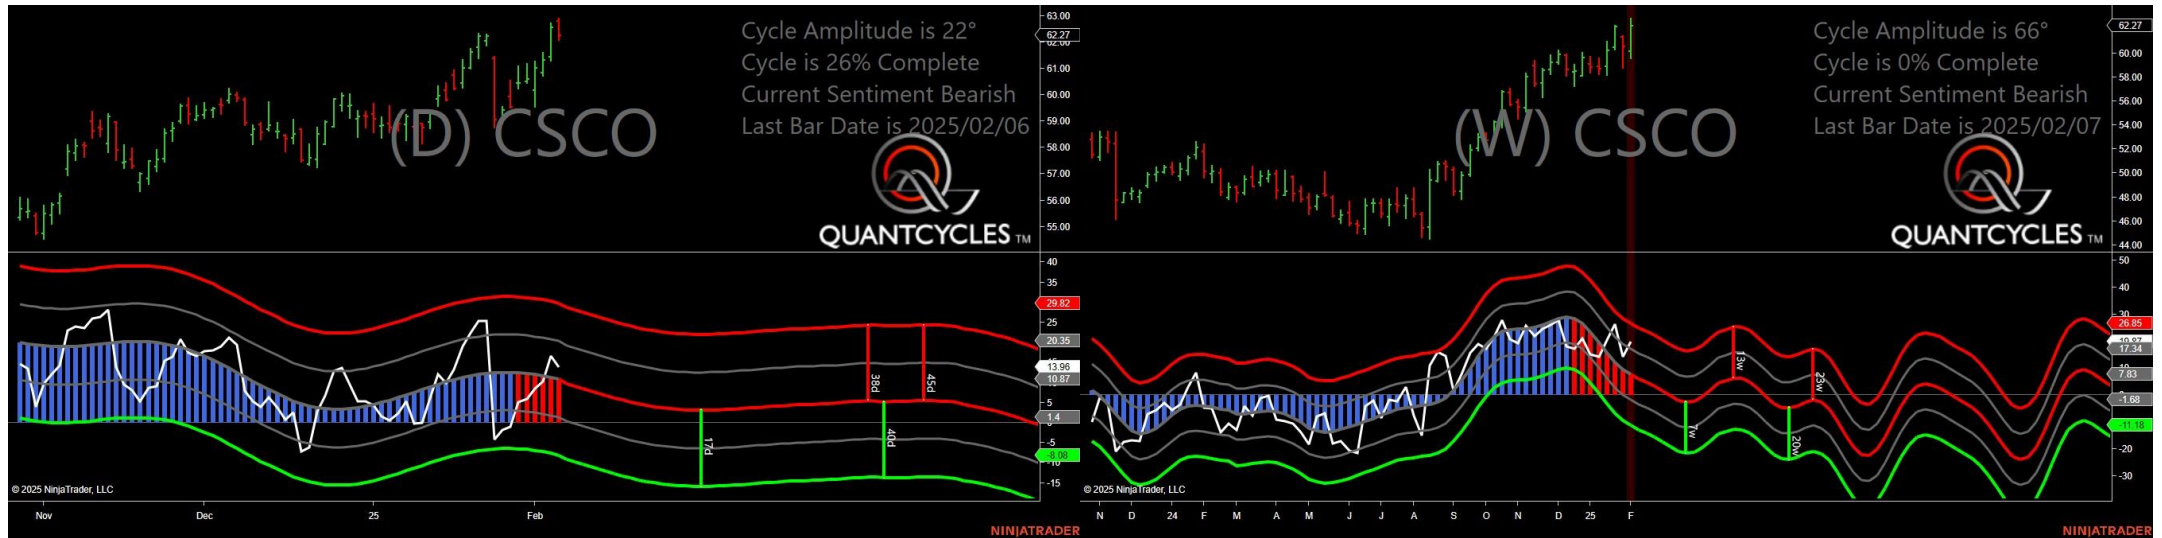 Cycle Amplitude is 22°
Cycle is 26% Complete
Current Sentiment Bearish
Last Bar Date is 2025/02/06
(D) CSCO
QUANTCYCLES TM
63.00
62.27
62.00
61.00
60.00
59.00
58.00
57.00
56.00
55.00
40
35
29.82
25
20.35
13.96
10.87
5
1.4
-5
-8.08
-10
-15
17d
38d
40d
45d
© 2025 NinjaTrader, LLC
Nov Dec 25 Feb
NINJATRADER
Cycle Amplitude is 66°
Cycle is 0% Complete
Current Sentiment Bearish
Last Bar Date is 2025/02/07
(W) CSCO
QUANTCYCLES TM
62.27
60.00
58.00
56.00
54.00
52.00
50.00
48.00
46.00
44.00
50
40
30
26.85
17.34
7.83
-1.68
-11.18
-20
-30
7w
13w
20w
23w
© 2025 NinjaTrader, LLC
N D 24 F M A M J J A S O N D 25 F
NINJATRADER